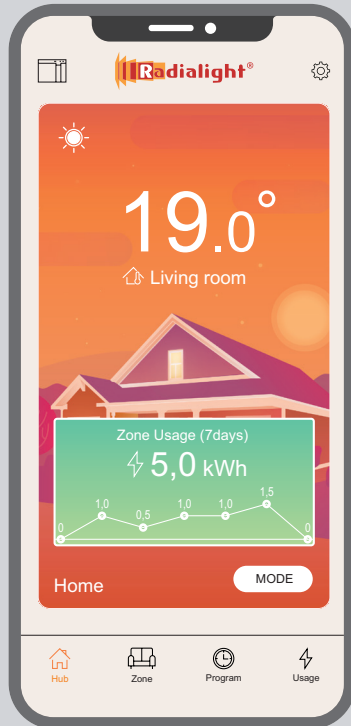 Radialight®
19.0°
Living room
Zone Usage (7days)
5,0 kWh
0 1,0 0,5 1,0 1,0 1,5 0
Home MODE
Hub Zone Program Usage